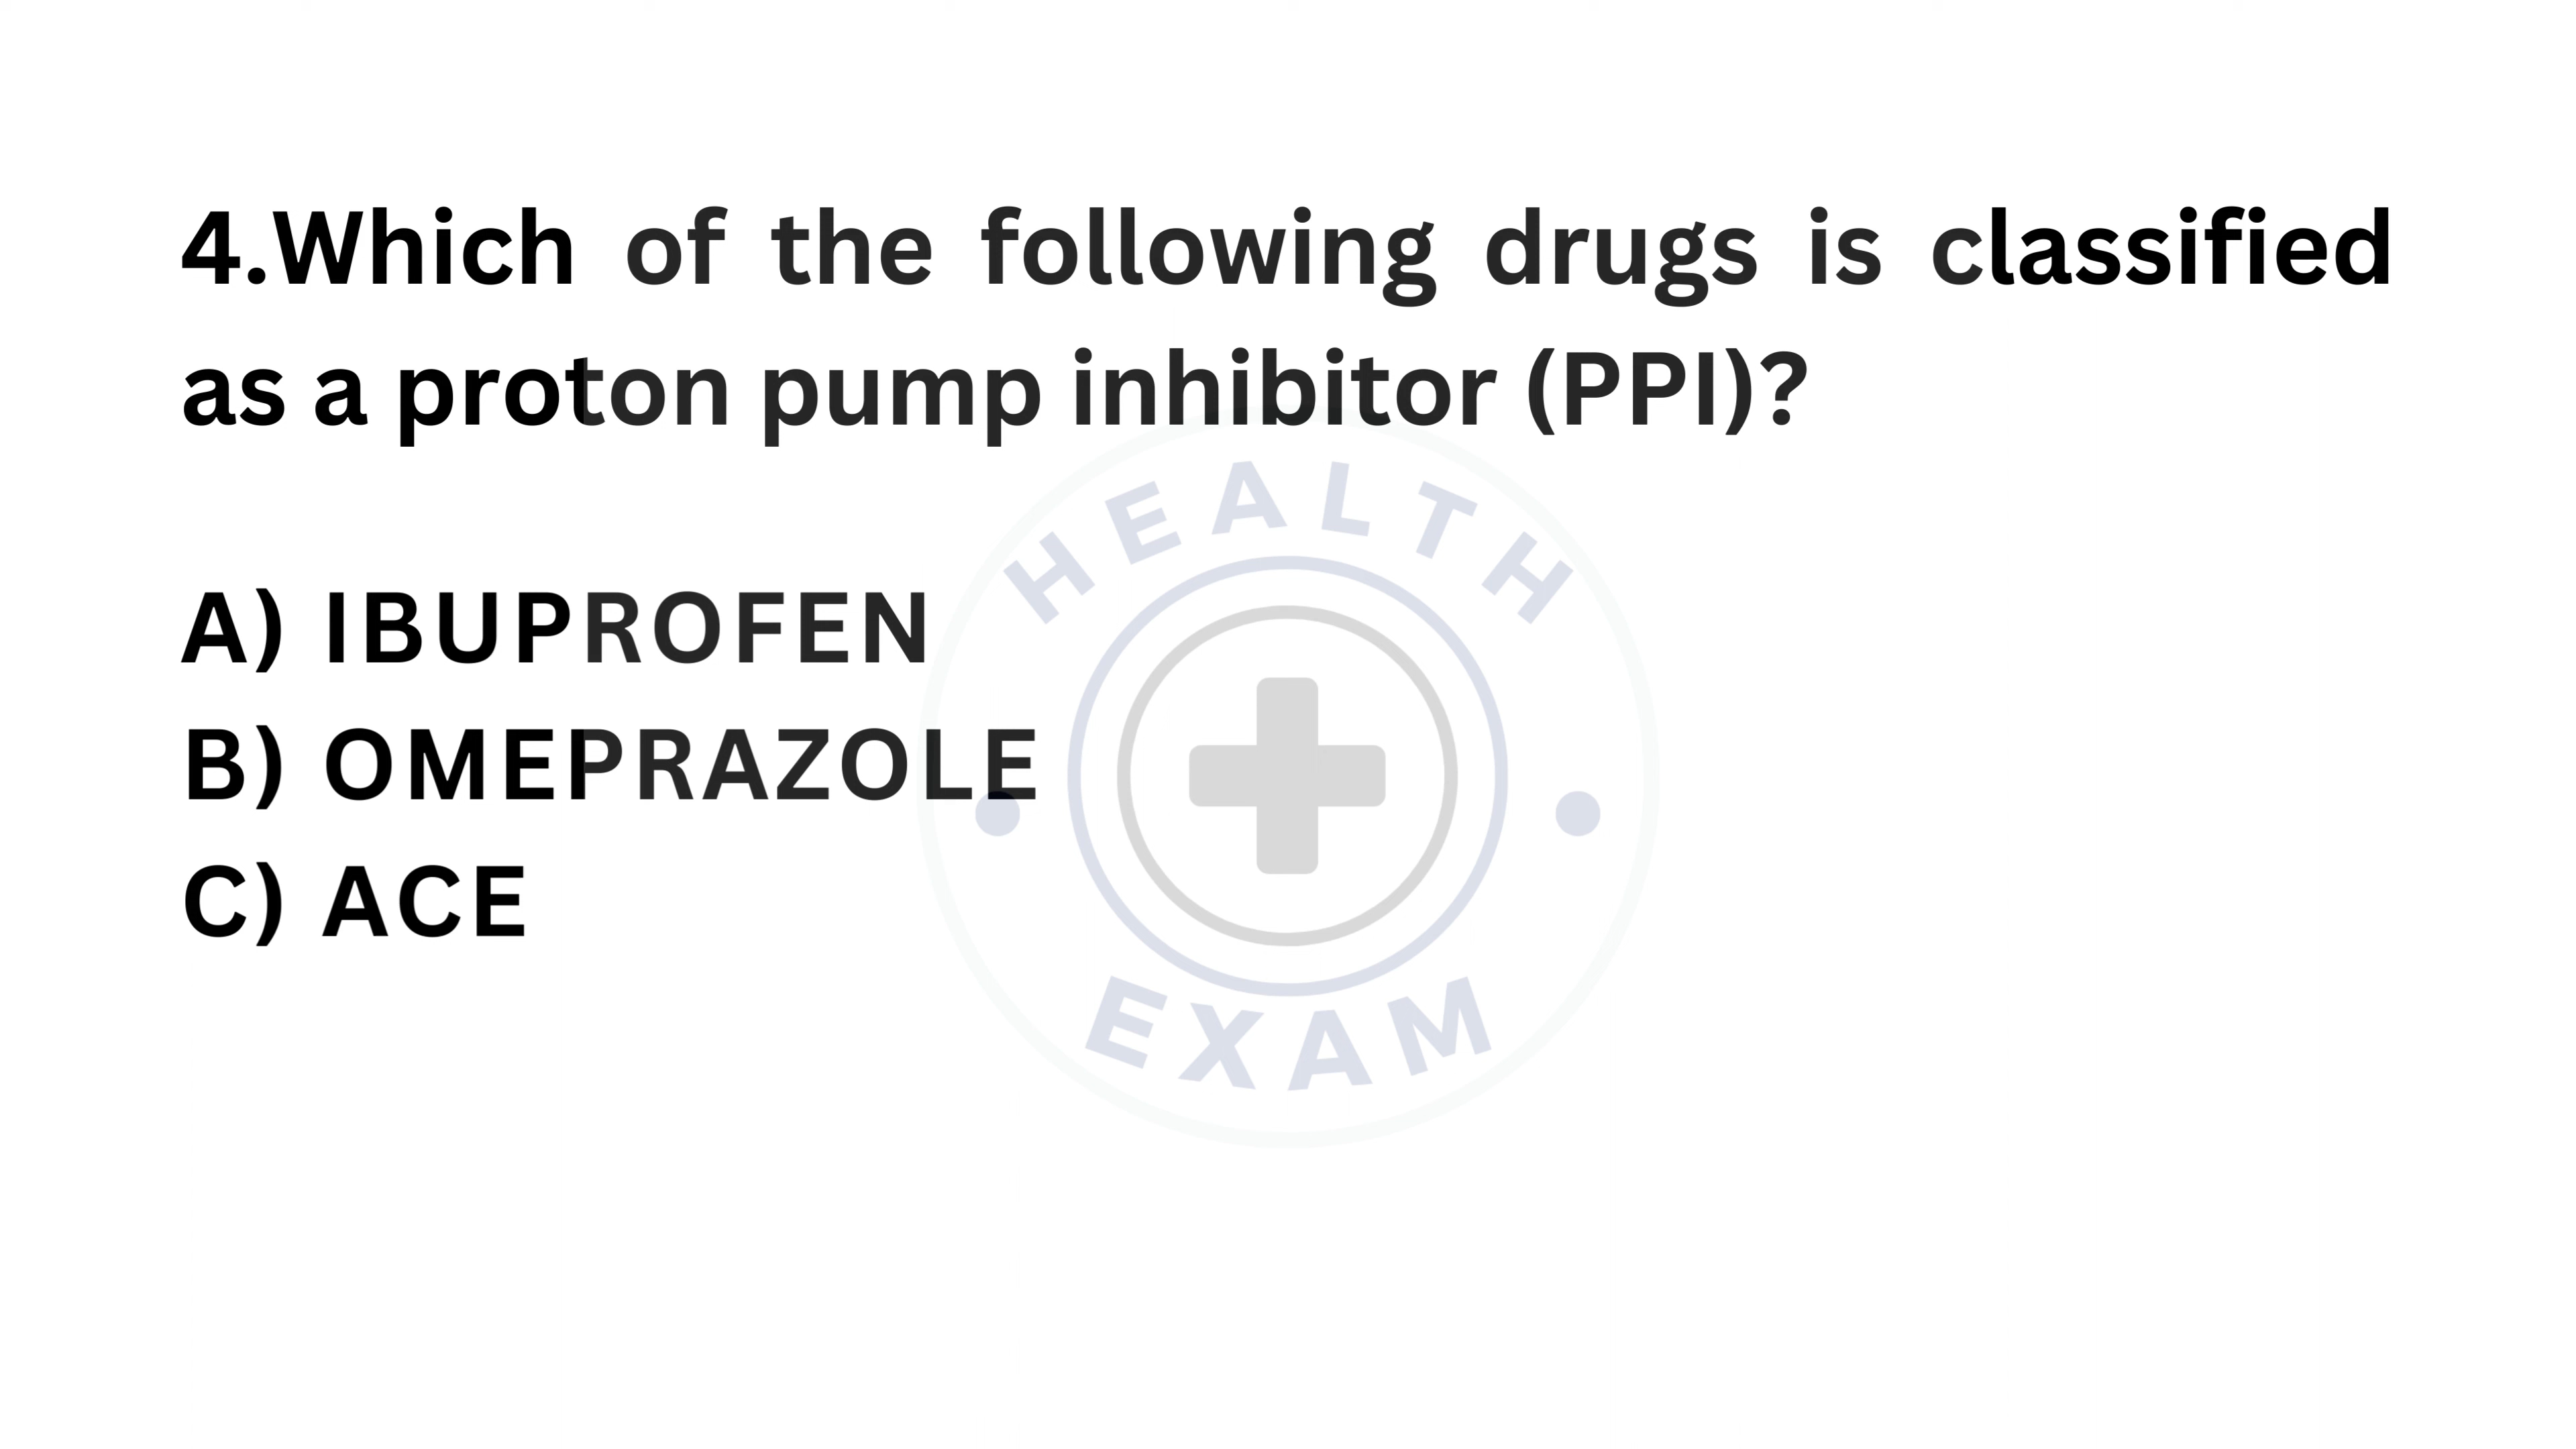 4.Which of the following drugs is classified
as a proton pump inhibitor (PPI)?
A) IBUPROFEN
B) OMEPRAZOLE
C) ACE
HEALTH
EXAM